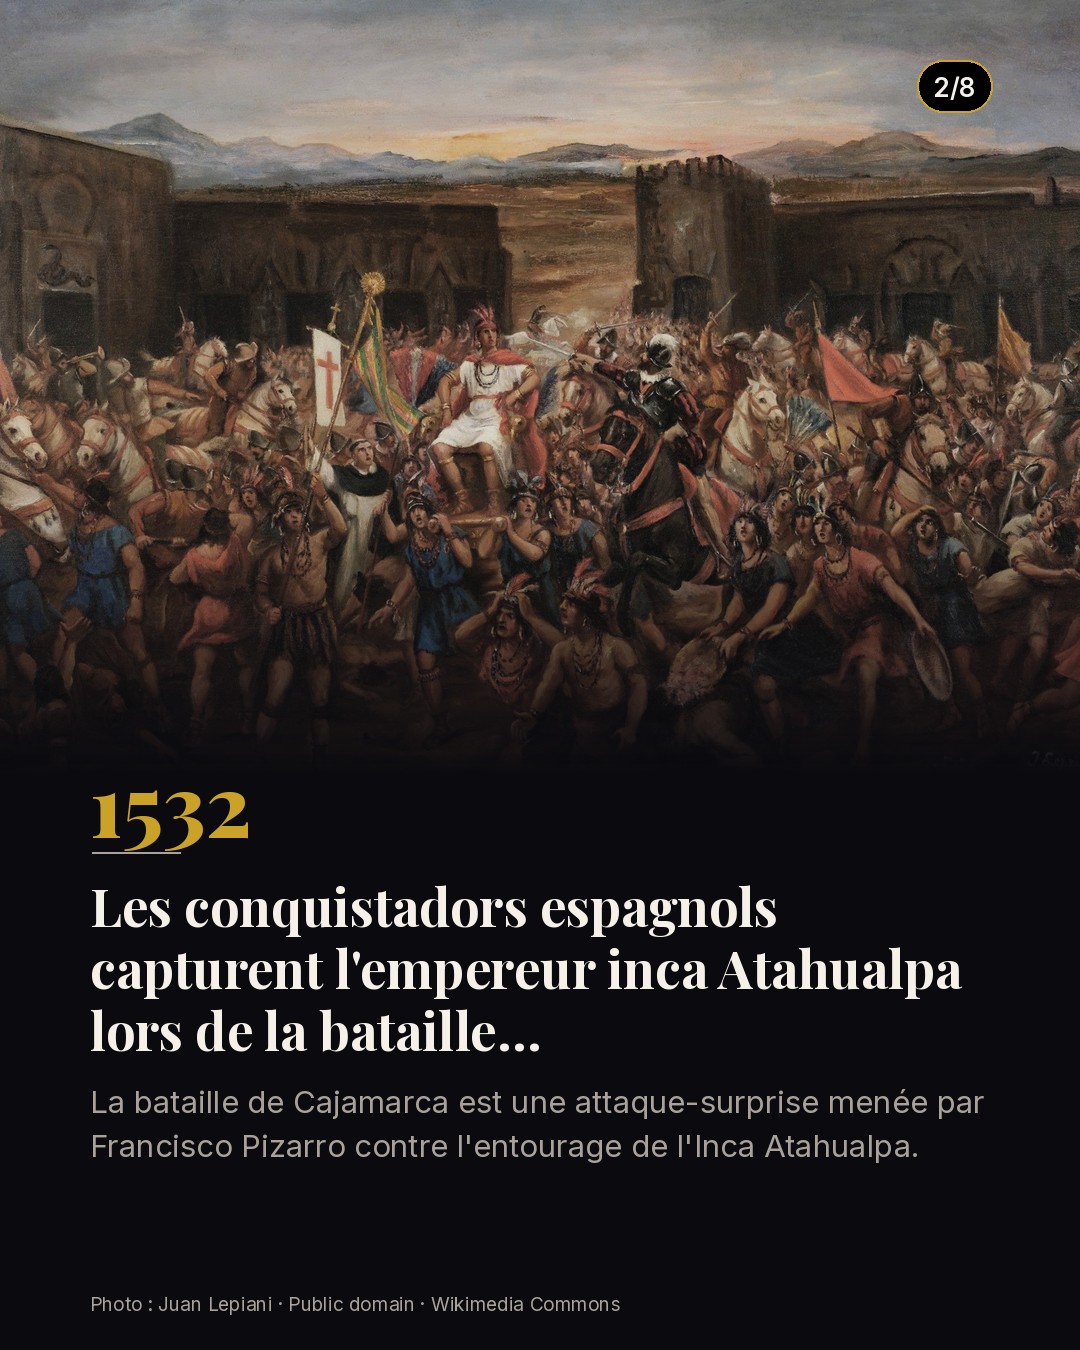 2/8
1532
Les conquistadors espagnols
capturent l'empereur inca Atahualpa
lors de la bataille...
La bataille de Cajamarca est une attaque-surprise menée par
Francisco Pizarro contre l'entourage de l'Inca Atahualpa.
Photo : Juan Lepiani · Public domain · Wikimedia Commons